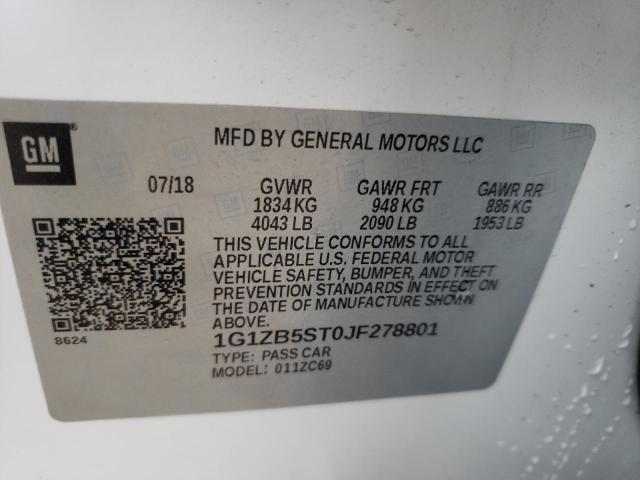 GM
MFD BY GENERAL MOTORS LLC
07/18 GVWR GAWR FRT GAWR RR
1834 KG 948 KG 886 KG
4043 LB 2090 LB 1953 LB
THIS VEHICLE CONFORMS TO ALL
APPLICABLE U.S. FEDERAL MOTOR
VEHICLE SAFETY, BUMPER, AND THEFT
PREVENTION STANDARDS IN EFFECT ON
THE DATE OF MANUFACTURE SHOWN
ABOVE.
8624
1G1ZB5ST0JF278801
TYPE: PASS CAR
MODEL: 011ZC69